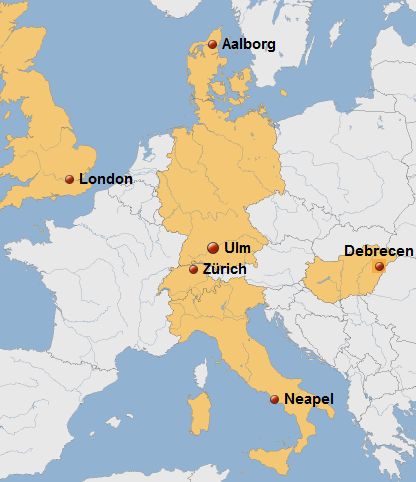 Aalborg
London
Ulm
Debrecen
Zürich
Neapel